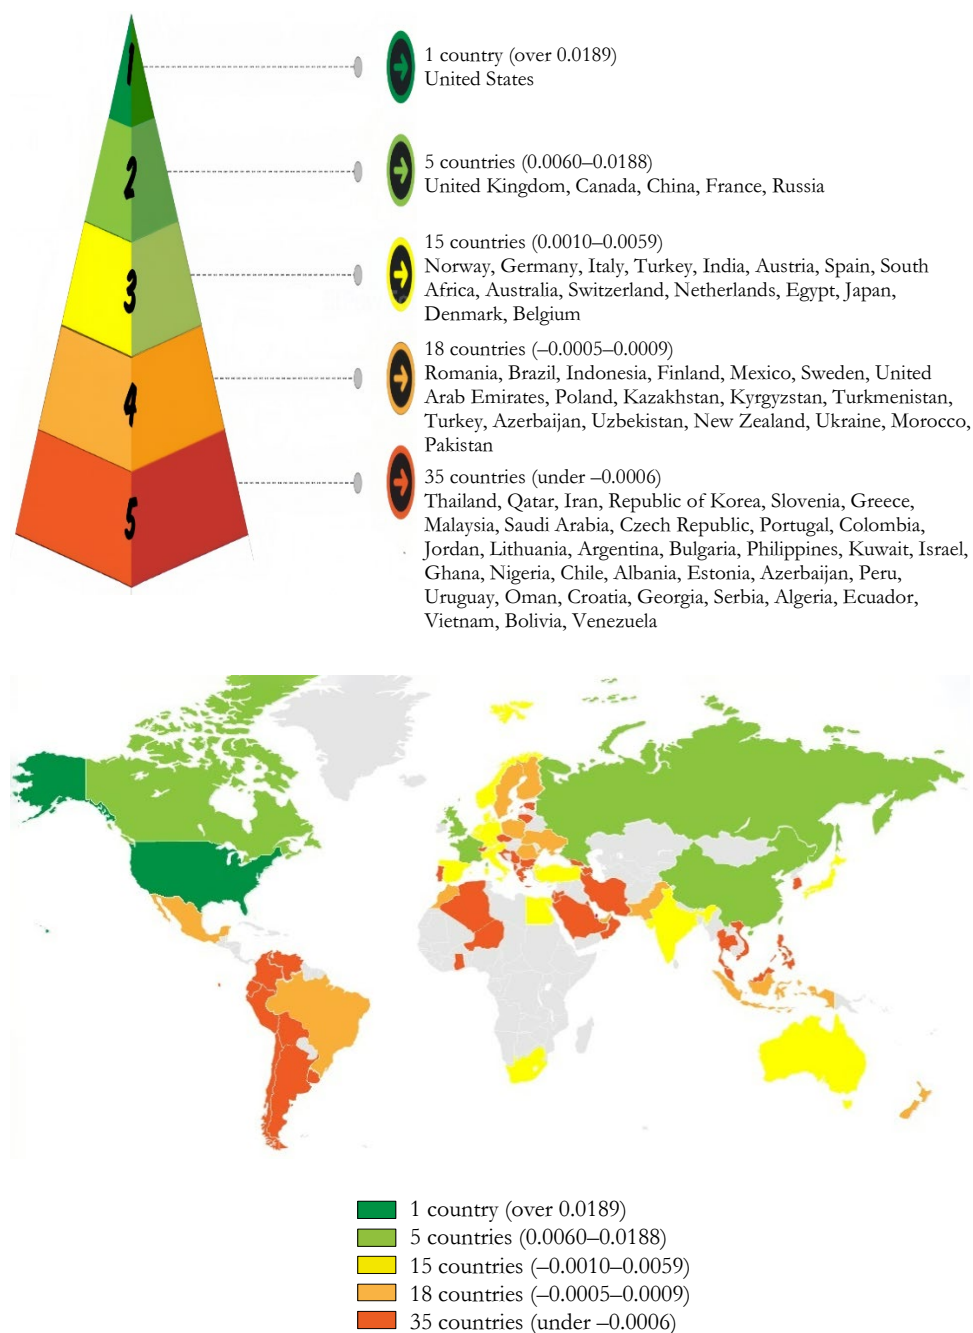 1
1 country (over 0.0189)
United States
2
5 countries (0.0060–0.0188)
United Kingdom, Canada, China, France, Russia
3
15 countries (0.0010–0.0059)
Norway, Germany, Italy, Turkey, India, Austria, Spain, South
Africa, Australia, Switzerland, Netherlands, Egypt, Japan,
Denmark, Belgium
4
18 countries (–0.0005–0.0009)
Romania, Brazil, Indonesia, Finland, Mexico, Sweden, United
Arab Emirates, Poland, Kazakhstan, Kyrgyzstan, Turkmenistan,
Turkey, Azerbaijan, Uzbekistan, New Zealand, Ukraine, Morocco,
Pakistan
5
35 countries (under –0.0006)
Thailand, Qatar, Iran, Republic of Korea, Slovenia, Greece,
Malaysia, Saudi Arabia, Czech Republic, Portugal, Colombia,
Jordan, Lithuania, Argentina, Bulgaria, Philippines, Kuwait, Israel,
Ghana, Nigeria, Chile, Albania, Estonia, Azerbaijan, Peru,
Uruguay, Oman, Croatia, Georgia, Serbia, Algeria, Ecuador,
Vietnam, Bolivia, Venezuela
1 country (over 0.0189)
5 countries (0.0060–0.0188)
15 countries (–0.0010–0.0059)
18 countries (–0.0005–0.0009)
35 countries (under –0.0006)